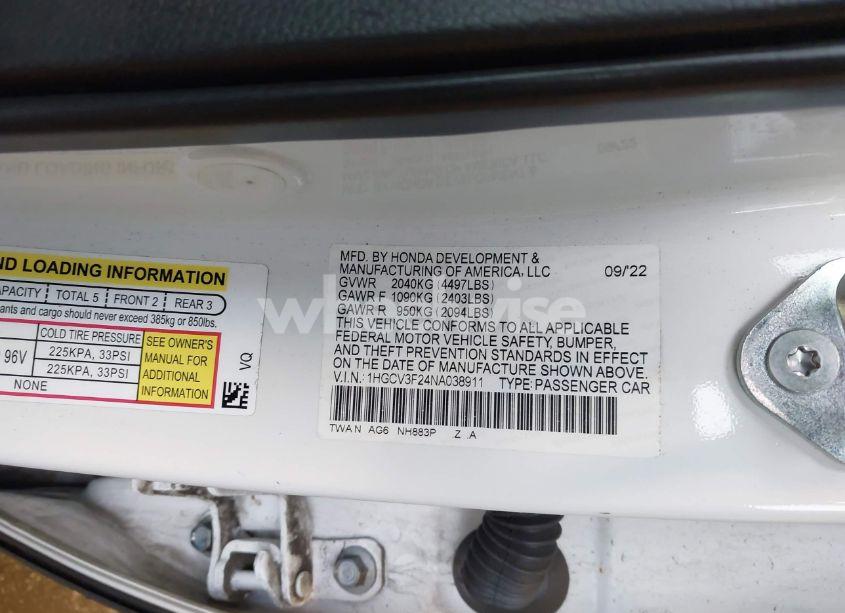 ND LOADING INFORMATION
CAPACITY TOTAL 5 FRONT 2 REAR 3
ants and cargo should never exceed 385kg or 850lbs.
COLD TIRE PRESSURE
SEE OWNER'S
MANUAL FOR
ADDITIONAL
INFORMATION
96V
225KPA, 33PSI
225KPA, 33PSI
NONE
VQ
MFD. BY HONDA DEVELOPMENT &
MANUFACTURING OF AMERICA, LLC 09/'22
GVWR 2040KG (4497LBS)
GAWR F 1090KG (2403LBS)
GAWR R 950KG (2094LBS)
THIS VEHICLE CONFORMS TO ALL APPLICABLE
FEDERAL MOTOR VEHICLE SAFETY, BUMPER,
AND THEFT PREVENTION STANDARDS IN EFFECT
ON THE DATE OF MANUFACTURE SHOWN ABOVE.
V.I.N.: 1HGCV3F24NA038911 TYPE: PASSENGER CAR
TWA N AG6 NH883P .Z .A